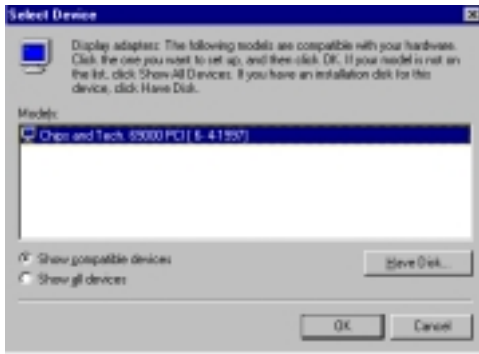 Select Device
Display adapters: The following models are compatible with your hardware.
Click the one you want to set up, and then click OK. If your model is not on
the list, click Show All Devices. If you have an installation disk for this
device, click Have Disk.
Models:
Chips and Tech. 69000 PCI [ 6- 4-1997]
Show compatible devices
Show all devices
Have Disk...
OK
Cancel